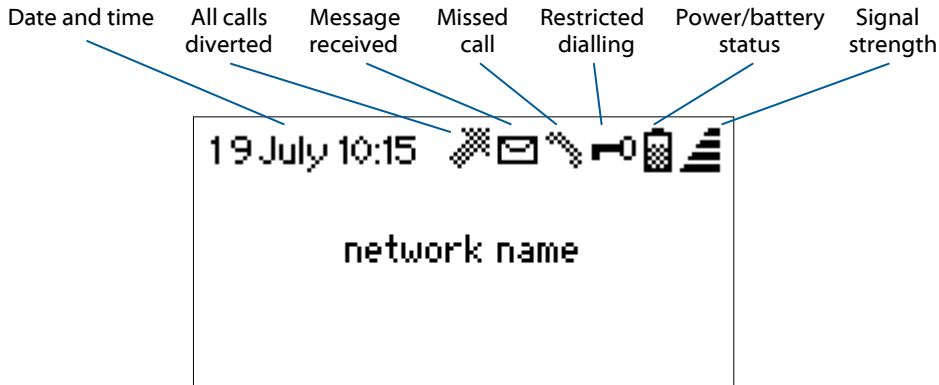 Date and time
All calls diverted
Message received
Missed call
Restricted dialling
Power/battery status
Signal strength
19 July 10:15
network name